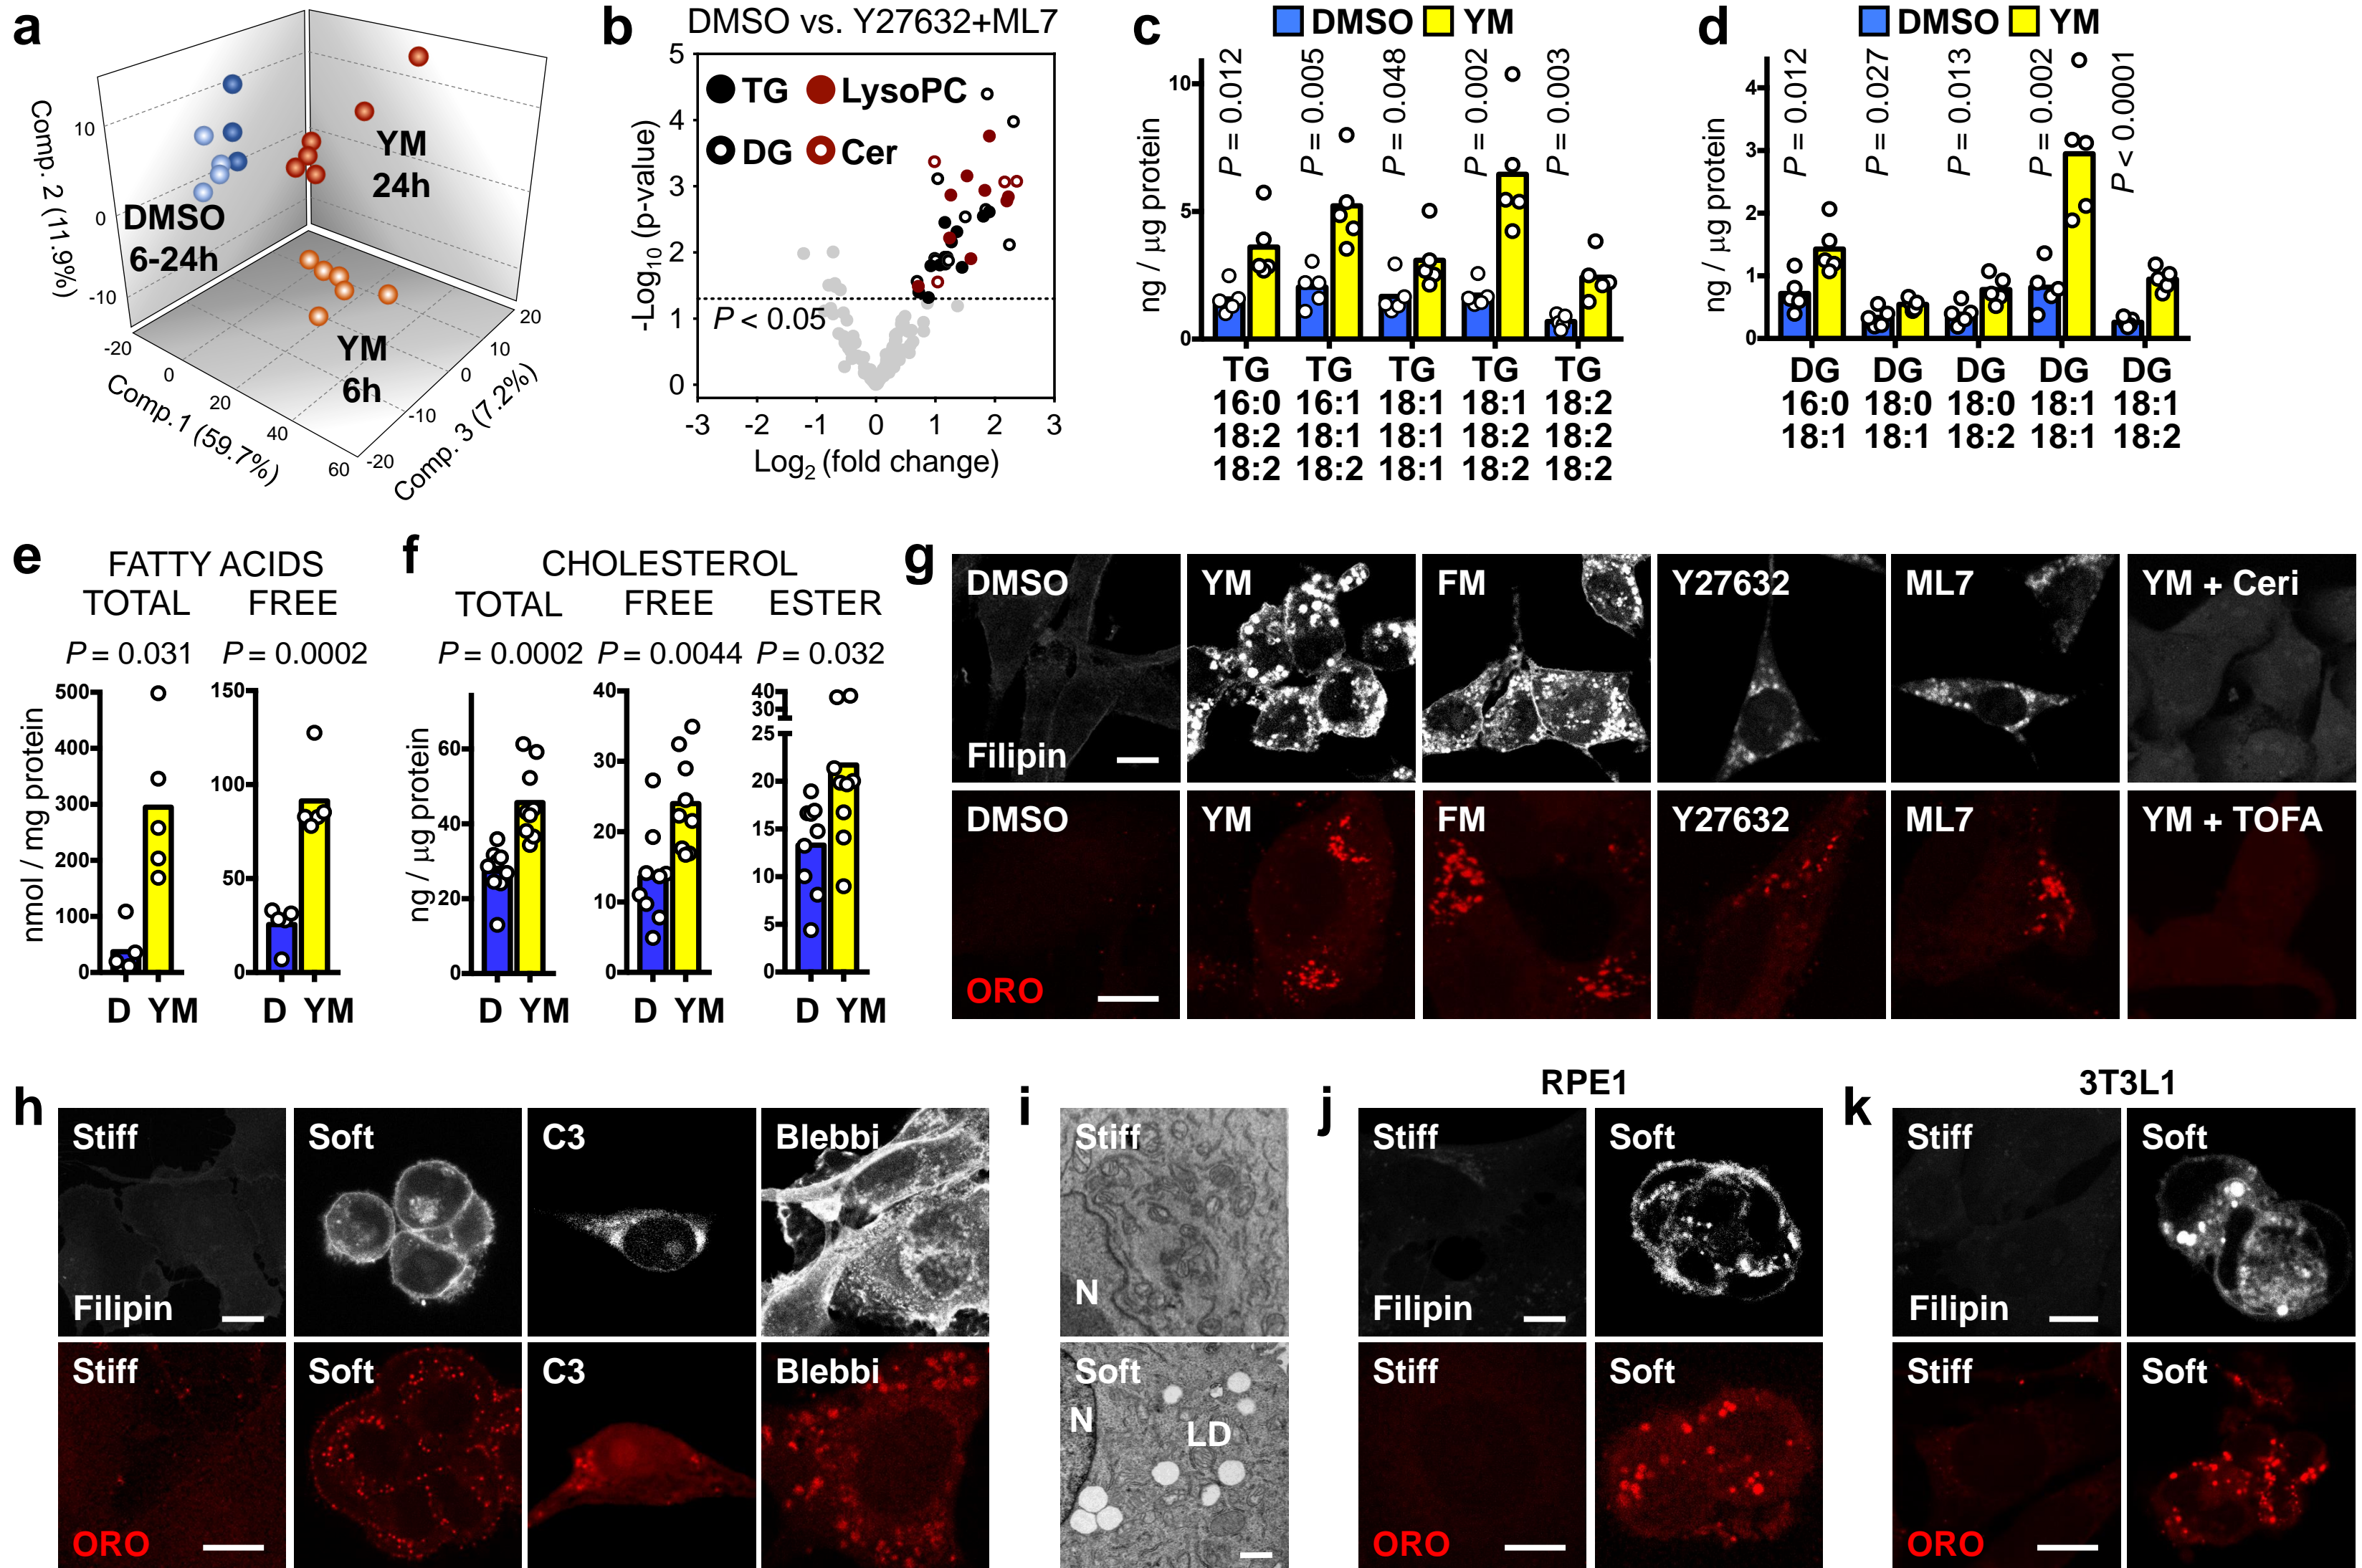 a
Comp. 2 (11.9%)
10
0
-10
DMSO
6-24h
YM
24h
YM
6h
-20
0
20
40
60
Comp. 1 (59.7%)
-20
-10
0
10
20
Comp. 3 (7.2%)
b
DMSO vs. Y27632+ML7
-Log10 (p-value)
5
4
3
2
1
0
TG
LysoPC
DG
Cer
P < 0.05
-3 -2 -1 0 1 2 3
Log2 (fold change)
c
DMSO YM
ng / µg protein
10
5
0
P = 0.012
P = 0.005
P = 0.048
P = 0.002
P = 0.003
TG TG TG TG TG
16:0 16:1 18:1 18:1 18:2
18:2 18:1 18:1 18:2 18:2
18:2 18:2 18:1 18:2 18:2
d
DMSO YM
ng / µg protein
4
3
2
1
0
P = 0.012
P = 0.027
P = 0.013
P = 0.002
P < 0.0001
DG DG DG DG DG
16:0 18:0 18:0 18:1 18:1
18:1 18:1 18:2 18:1 18:2
e
FATTY ACIDS
TOTAL FREE
P = 0.031 P = 0.0002
nmol / mg protein
500
400
300
200
100
0
150
100
50
0
D YM D YM
f
CHOLESTEROL
TOTAL FREE ESTER
P = 0.0002 P = 0.0044 P = 0.032
ng / µg protein
60
40
20
0
40
30
20
10
0
40
30
25
20
15
10
5
0
D YM D YM D YM
g
DMSO YM FM Y27632 ML7 YM + Ceri
Filipin
DMSO YM FM Y27632 ML7 YM + TOFA
ORO
h
Stiff Soft C3 Blebbi
Filipin
Stiff Soft C3 Blebbi
ORO
i
Stiff
N
Soft
N
LD
j
RPE1
Stiff Soft
Filipin
Stiff Soft
ORO
k
3T3L1
Stiff Soft
Filipin
Stiff Soft
ORO